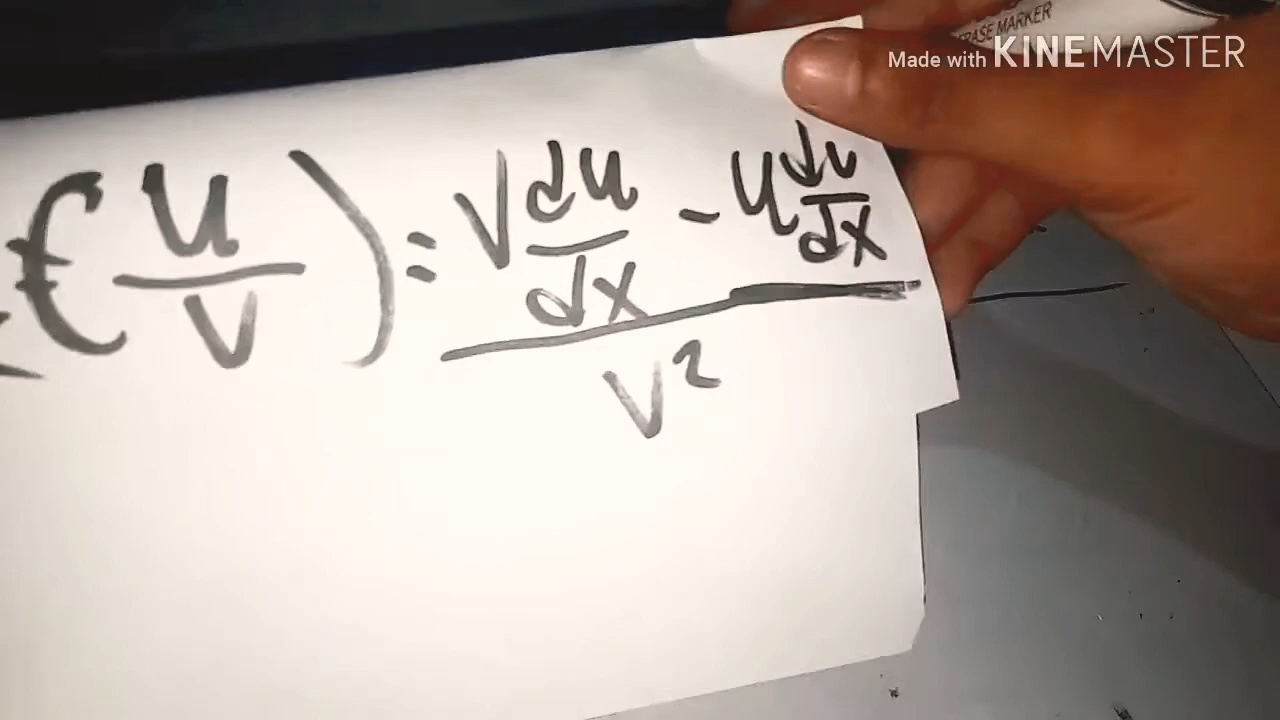 Made with KINEMASTER
ERASE MARKER
(u/v) = (v du/dx - u dv/dx) / v²